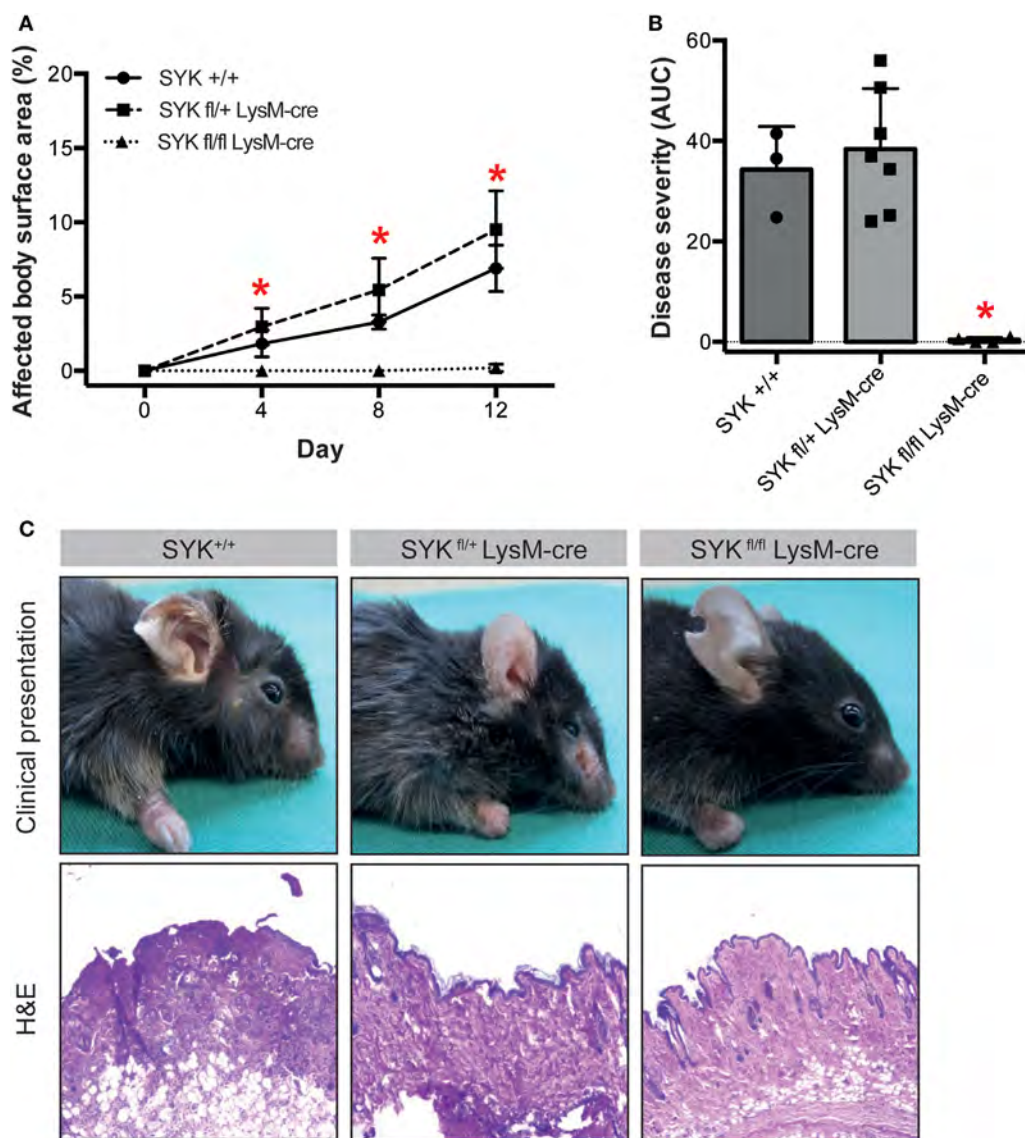 A
Affected body surface area (%)
20
15
10
5
0
SYK +/+
SYK fl/+ LysM-cre
SYK fl/fl LysM-cre
*
*
*
0 4 8 12
Day
B
Disease severity (AUC)
60
40
20
0
*
SYK +/+
SYK fl/+ LysM-cre
SYK fl/fl LysM-cre
C
SYK+/+ SYK fl/+ LysM-cre SYK fl/fl LysM-cre
Clinical presentation
H&E